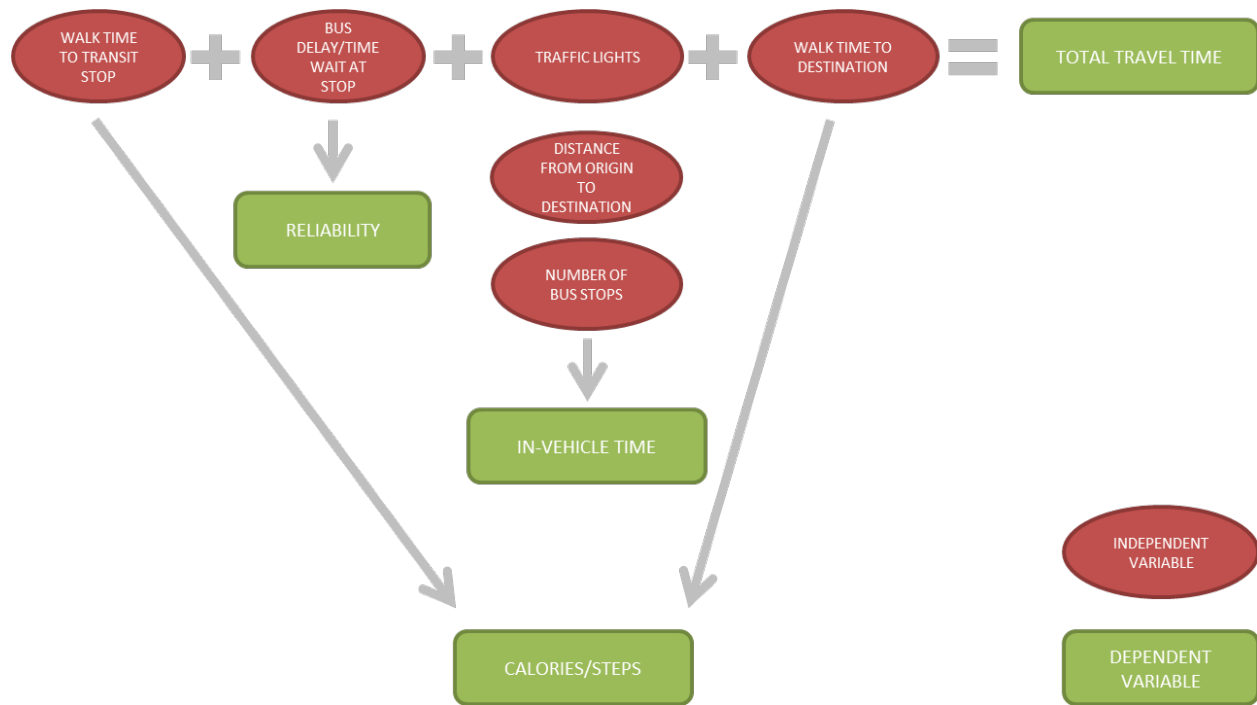 WALK TIME
TO TRANSIT
STOP
BUS
DELAY/TIME
WAIT AT
STOP
TRAFFIC LIGHTS
WALK TIME TO
DESTINATION
TOTAL TRAVEL TIME
DISTANCE
FROM ORIGIN
TO
DESTINATION
RELIABILITY
NUMBER OF
BUS STOPS
IN-VEHICLE TIME
INDEPENDENT
VARIABLE
CALORIES/STEPS
DEPENDENT
VARIABLE